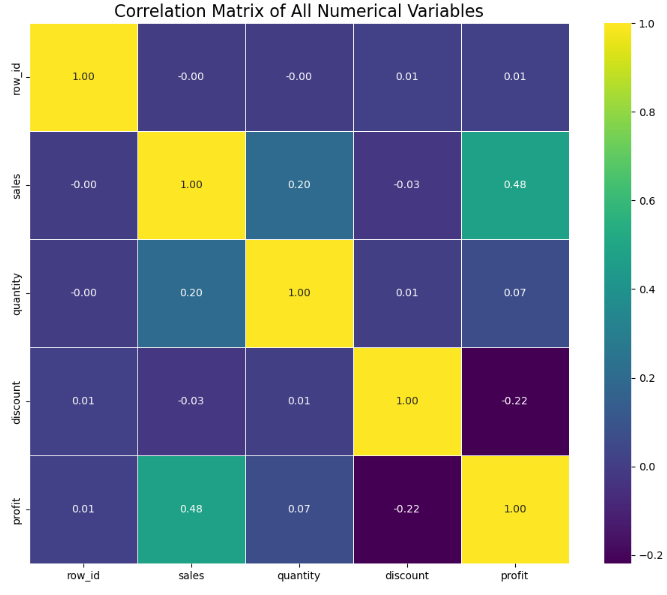 Correlation Matrix of All Numerical Variables
row_id 1.00 -0.00 -0.00 0.01 0.01
sales -0.00 1.00 0.20 -0.03 0.48
quantity -0.00 0.20 1.00 0.01 0.07
discount 0.01 -0.03 0.01 1.00 -0.22
profit 0.01 0.48 0.07 -0.22 1.00
row_id sales quantity discount profit
1.0
0.8
0.6
0.4
0.2
0.0
−0.2